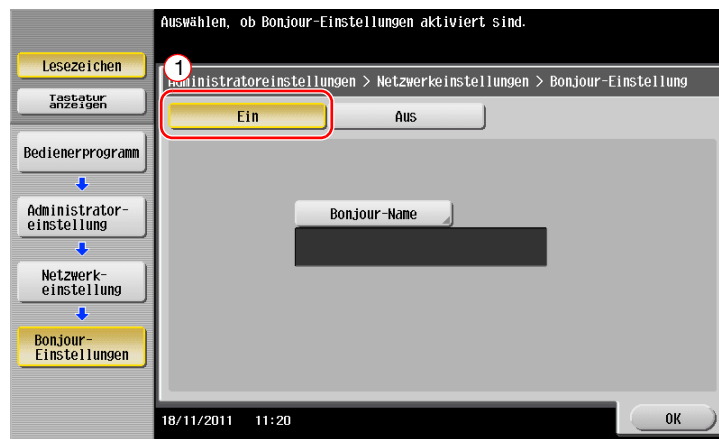 Auswählen, ob Bonjour-Einstellungen aktiviert sind.
Lesezeichen
Tastatur
anzeigen
Bedienerprogramm
Administrator-
einstellung
Netzwerk-
einstellung
Bonjour-
Einstellungen
1
Administratoreinstellungen > Netzwerkeinstellungen > Bonjour-Einstellung
Ein
Aus
Bonjour-Name
18/11/2011 11:20
OK